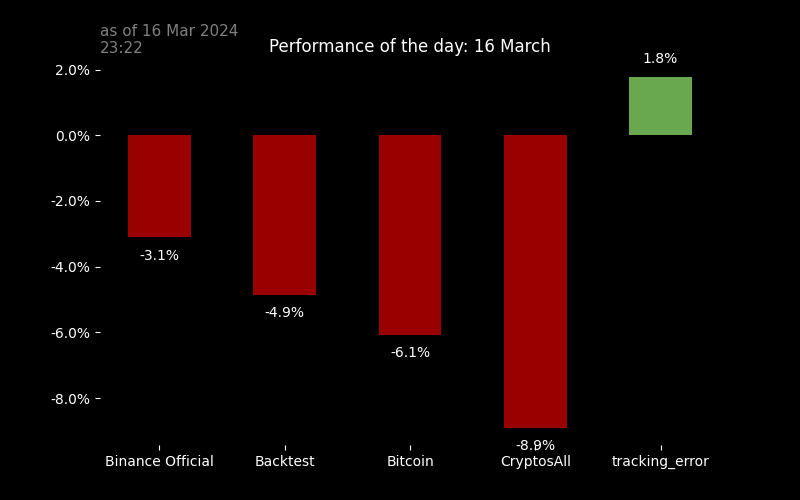 as of 16 Mar 2024
23:22
Performance of the day: 16 March
1.8%
2.0%
0.0%
-2.0%
-4.0%
-6.0%
-8.0%
-3.1%
-4.9%
-6.1%
-8.9%
Binance Official
Backtest
Bitcoin
CryptosAll
tracking_error